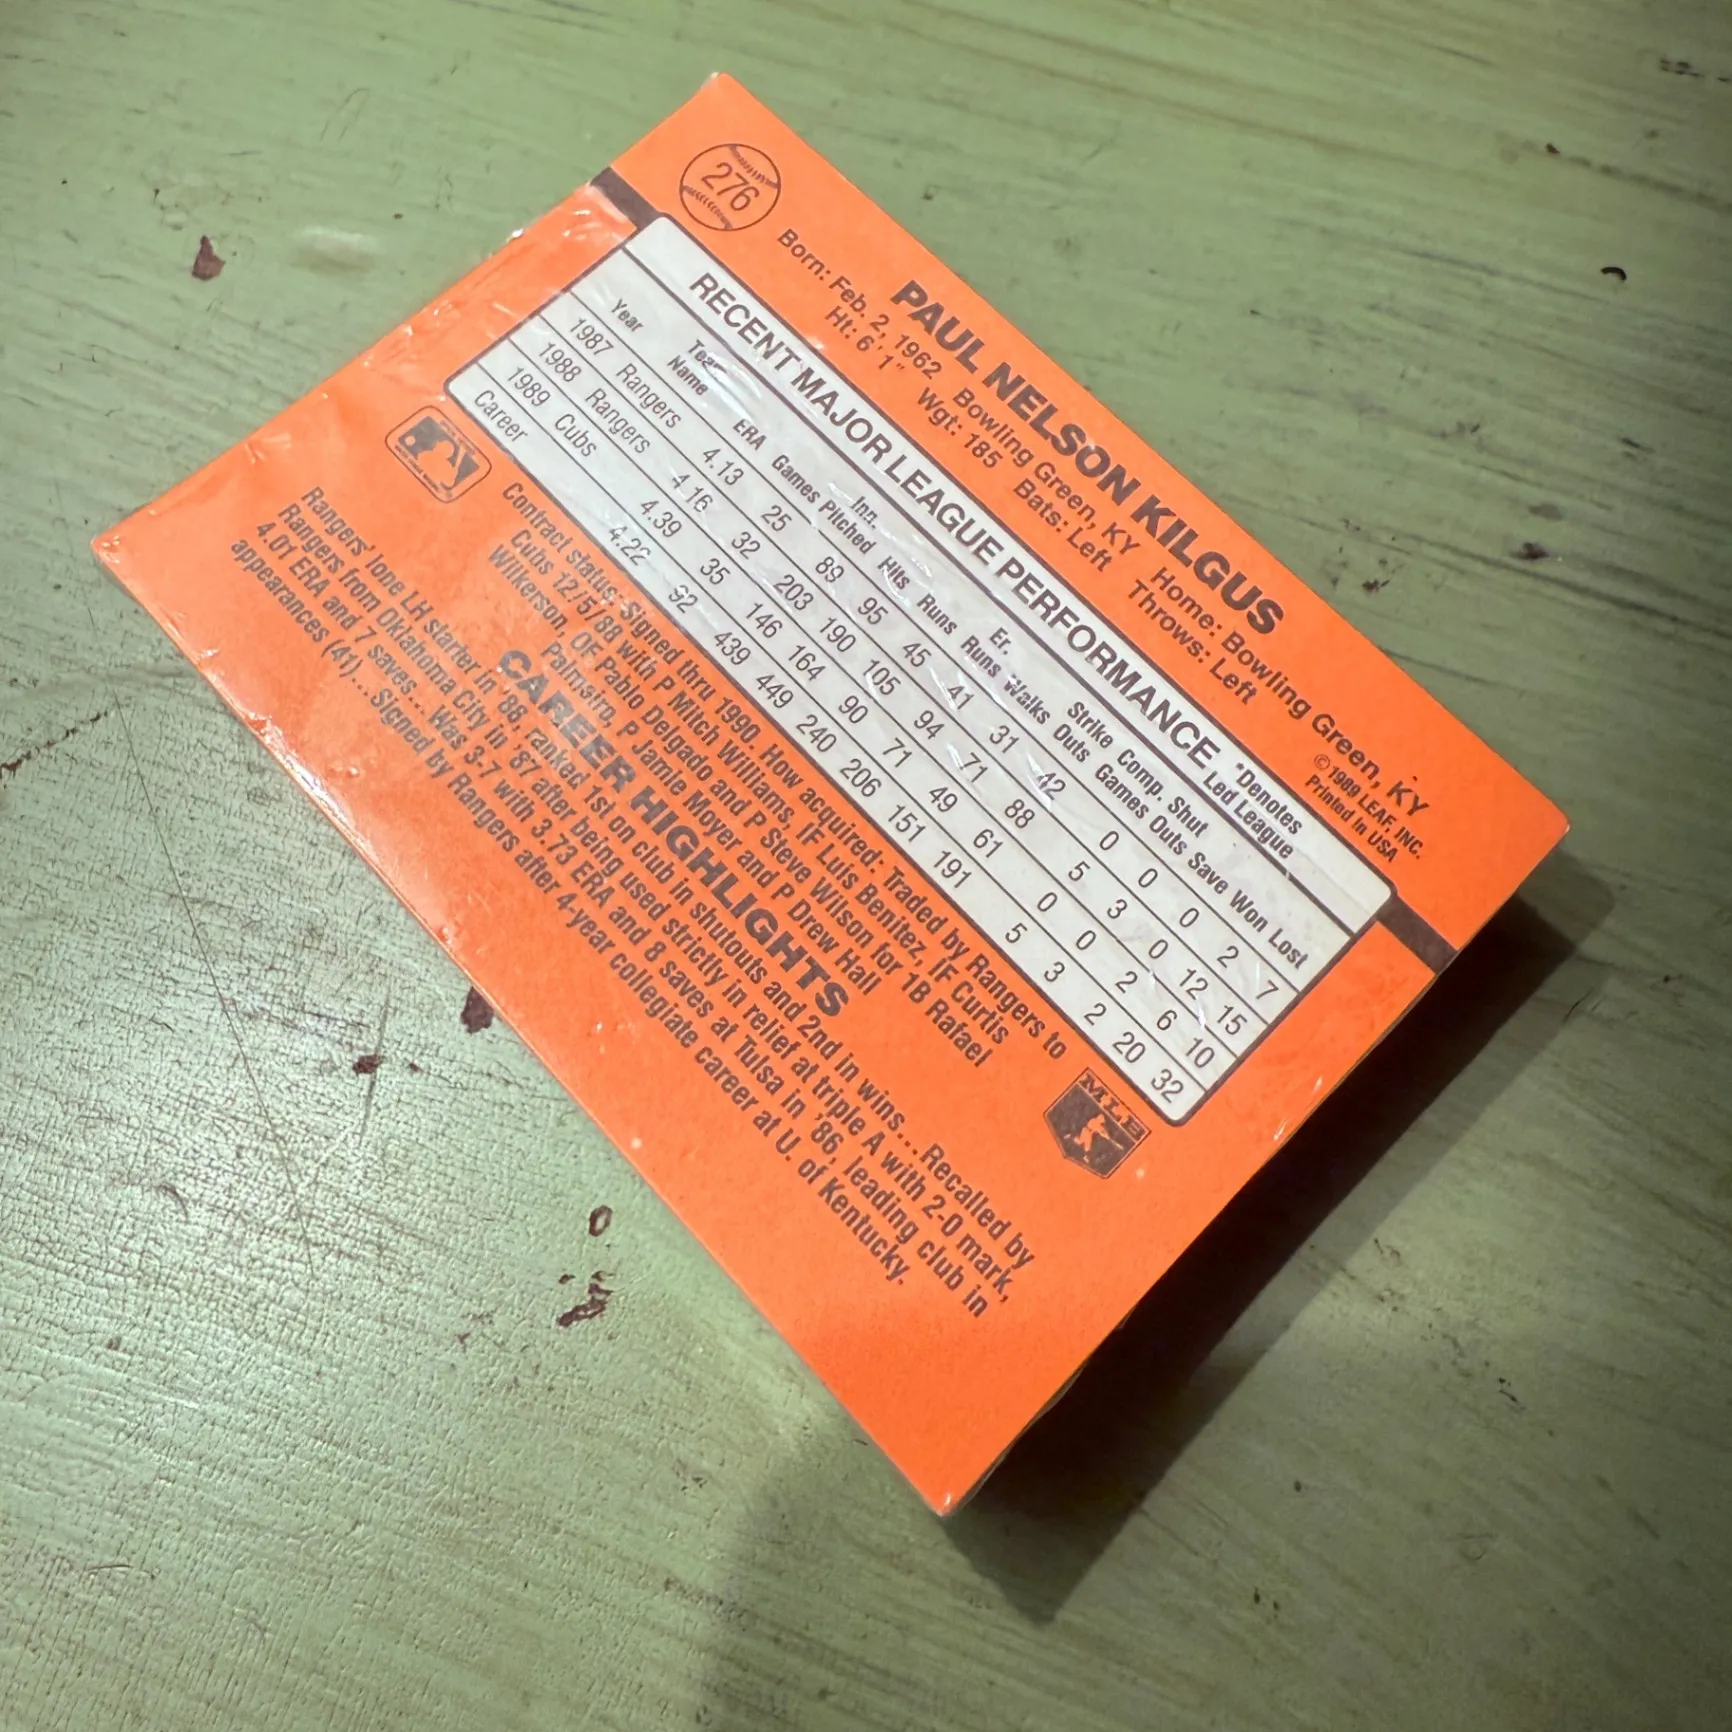 276
PAUL NELSON KILGUS
Born: Feb. 2, 1962 Bowling Green, KY Home: Bowling Green, KY
Ht: 6'1" Wgt: 185 Bats: Left Throws: Left
©1989 LEAF, INC.
Printed in USA
RECENT MAJOR LEAGUE PERFORMANCE *Denotes Led League
Year Team Name ERA Games Inn. Pitched Hits Runs Er. Runs Walks Strike Outs Comp. Games Shut Outs Save Won Lost
1987 Rangers 4.13 25 89 95 45 41 31 42 0 0 0 2 7
1988 Rangers 4.16 32 203 190 105 94 71 88 5 3 0 12 15
1989 Cubs 4.39 35 146 164 90 71 49 61 0 0 2 6 10
Career 4.22 92 439 449 240 206 151 191 5 3 2 20 32
Contract status: Signed thru 1990. How acquired: Traded by Rangers to
Cubs 12/5/88 with P Mitch Williams, IF Luis Benitez, IF Curtis
Wilkerson, OF Pablo Delgado and P Steve Wilson for 1B Rafael
Palmeiro, P Jamie Moyer and P Drew Hall
MLB
CAREER HIGHLIGHTS
Rangers' lone LH starter in '88, ranked 1st on club in shutouts and 2nd in wins...Recalled by
Rangers from Oklahoma City in '87 after being used strictly in relief at triple A with 2-0 mark,
4.01 ERA and 7 saves... Was 3-7 with 3.73 ERA and 8 saves at Tulsa in '86, leading club in
appearances (41)...Signed by Rangers after 4-year collegiate career at U. of Kentucky.